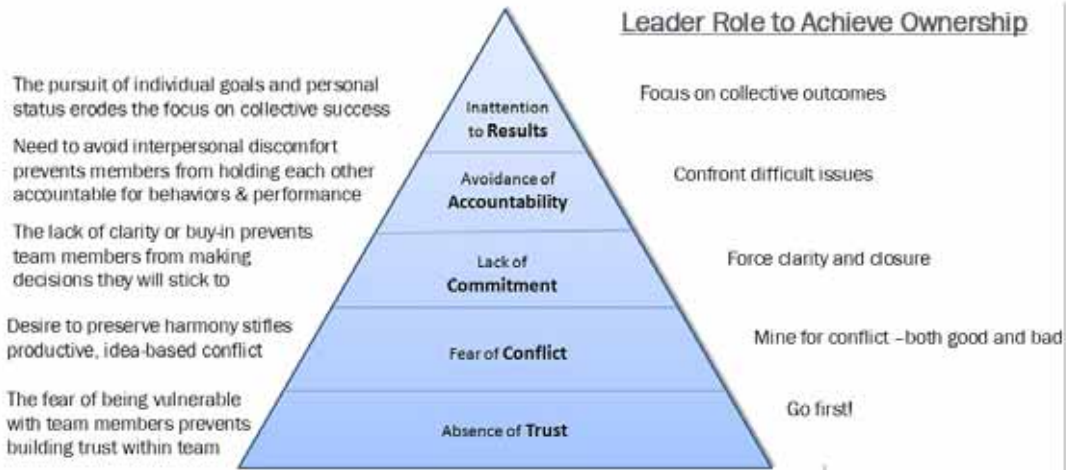 Leader Role to Achieve Ownership
The pursuit of individual goals and personal
status erodes the focus on collective success
Inattention
to Results
Focus on collective outcomes
Need to avoid interpersonal discomfort
prevents members from holding each other
accountable for behaviors & performance
Avoidance of
Accountability
Confront difficult issues
The lack of clarity or buy-in prevents
team members from making
decisions they will stick to
Lack of
Commitment
Force clarity and closure
Desire to preserve harmony stifles
productive, idea-based conflict
Fear of Conflict
Mine for conflict –both good and bad
The fear of being vulnerable
with team members prevents
building trust within team
Absence of Trust
Go first!